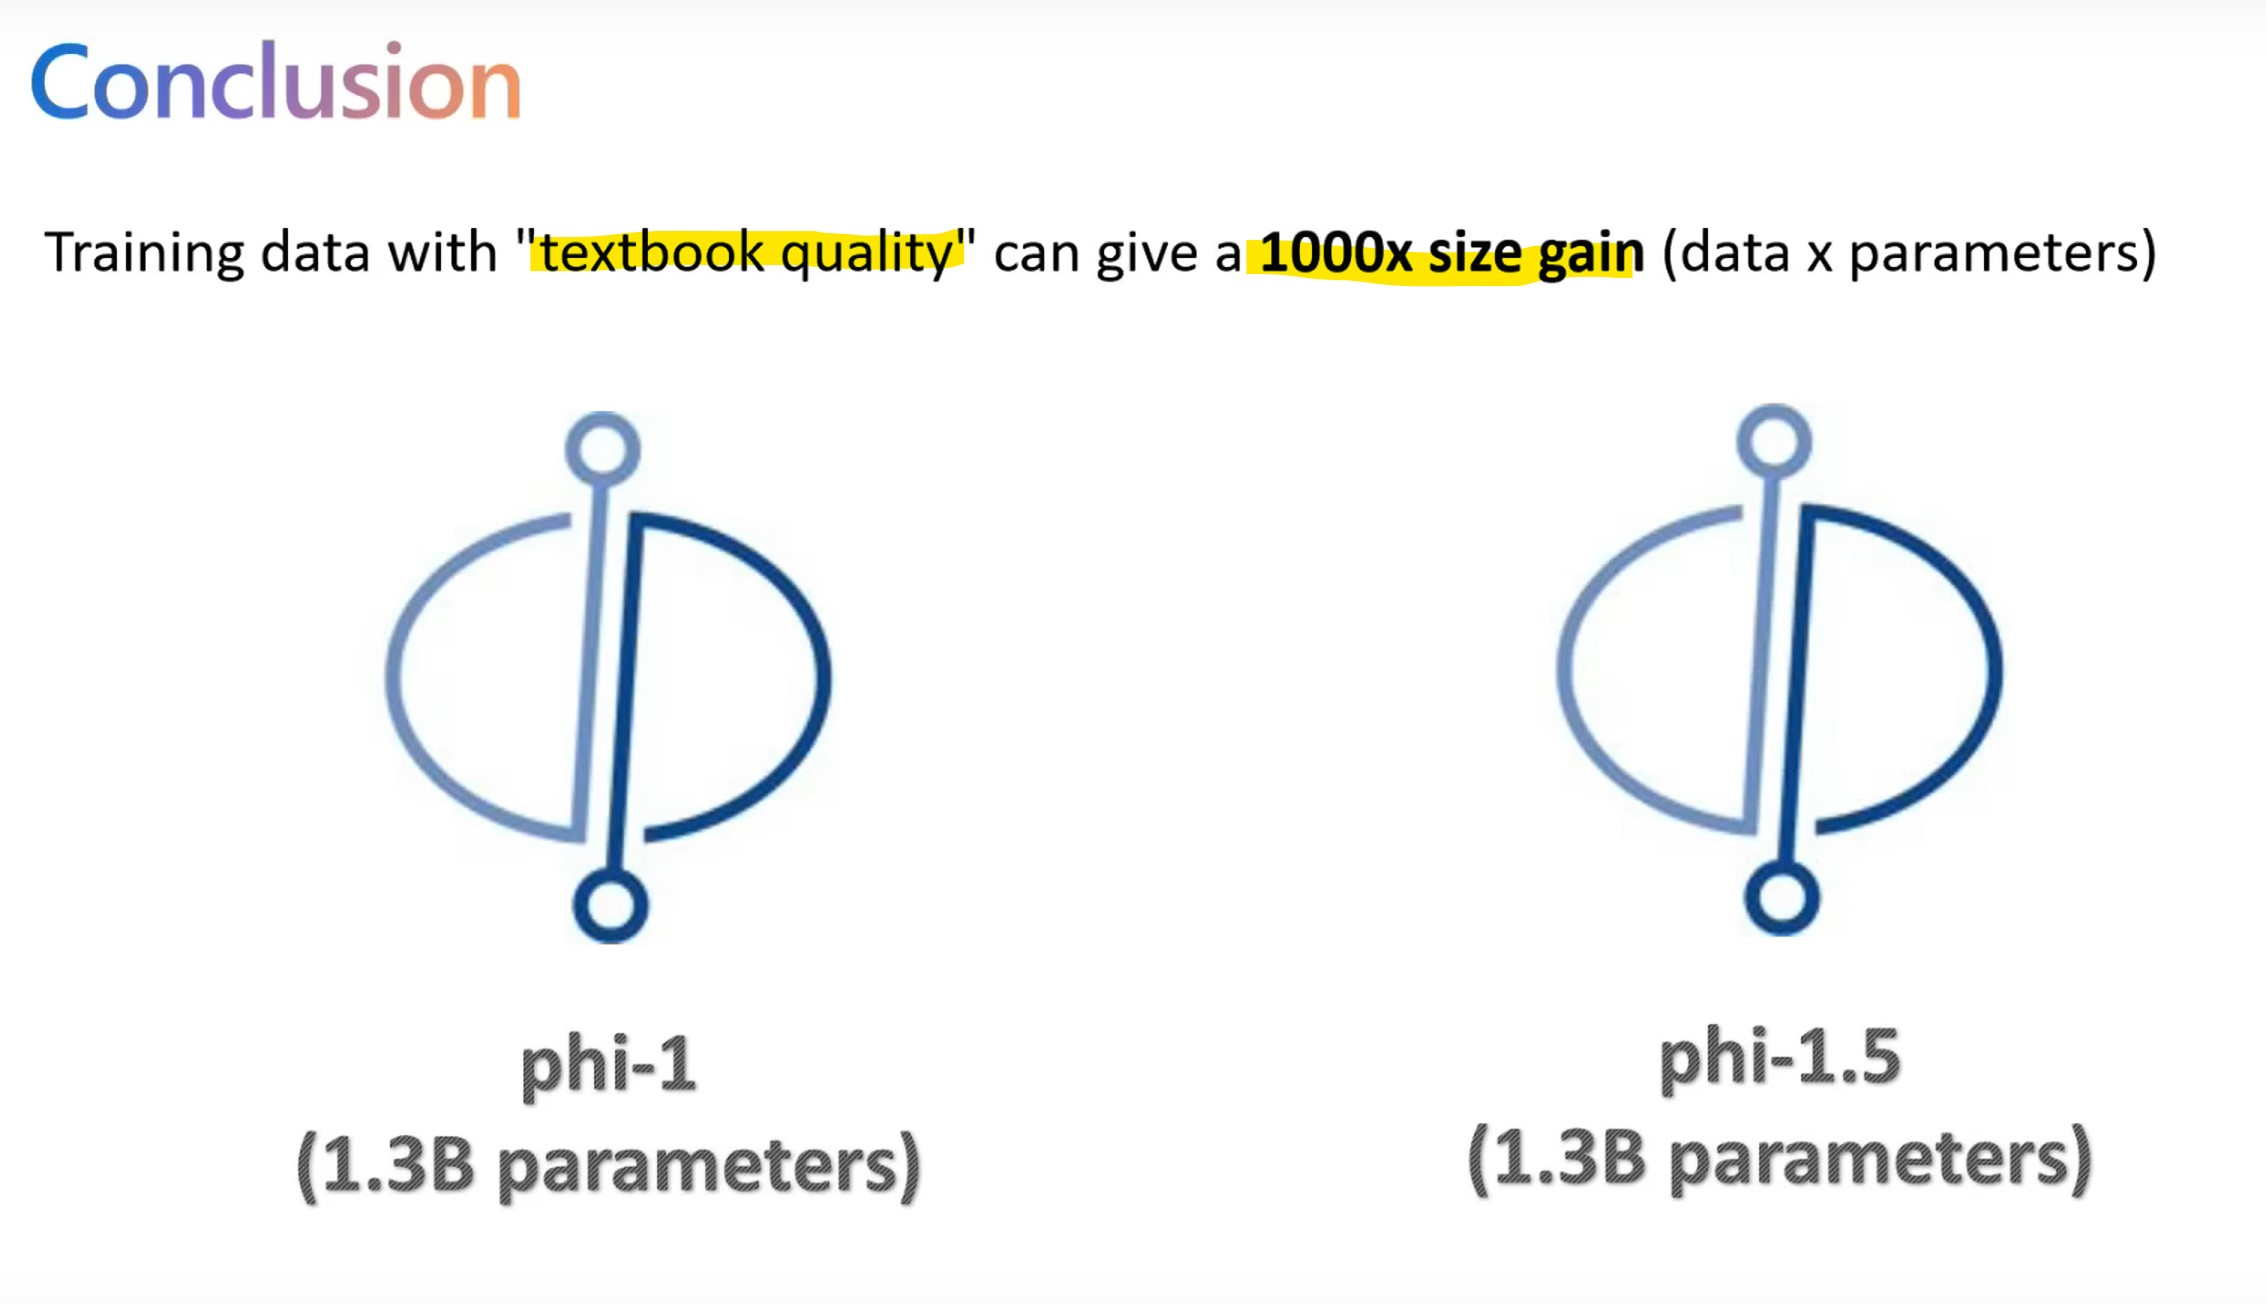 Conclusion
Training data with "textbook quality" can give a 1000x size gain (data x parameters)
phi-1
(1.3B parameters)
phi-1.5
(1.3B parameters)